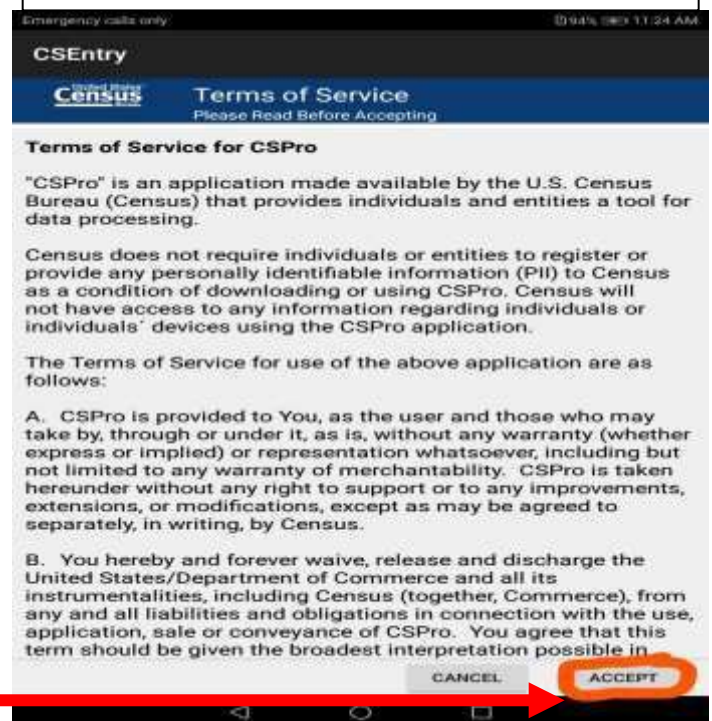 Emergency calls only 94% 11:24 AM
CSEntry
United States
Census
Terms of Service
Please Read Before Accepting
Terms of Service for CSPro
"CSPro" is an application made available by the U.S. Census
Bureau (Census) that provides individuals and entities a tool for
data processing.
Census does not require individuals or entities to register or
provide any personally identifiable information (PII) to Census
as a condition of downloading or using CSPro. Census will
not have access to any information regarding individuals or
individuals´ devices using the CSPro application.
The Terms of Service for use of the above application are as
follows:
A. CSPro is provided to You, as the user and those who may
take by, through or under it, as is, without any warranty (whether
express or implied) or representation whatsoever, including but
not limited to any warranty of merchantability. CSPro is taken
hereunder without any right to support or to any improvements,
extensions, or modifications, except as may be agreed to
separately, in writing, by Census.
B. You hereby and forever waive, release and discharge the
United States/Department of Commerce and all its
instrumentalities, including Census (together, Commerce), from
any and all liabilities and obligations in connection with the use,
application, sale or conveyance of CSPro. You agree that this
term should be given the broadest interpretation possible in
CANCEL ACCEPT